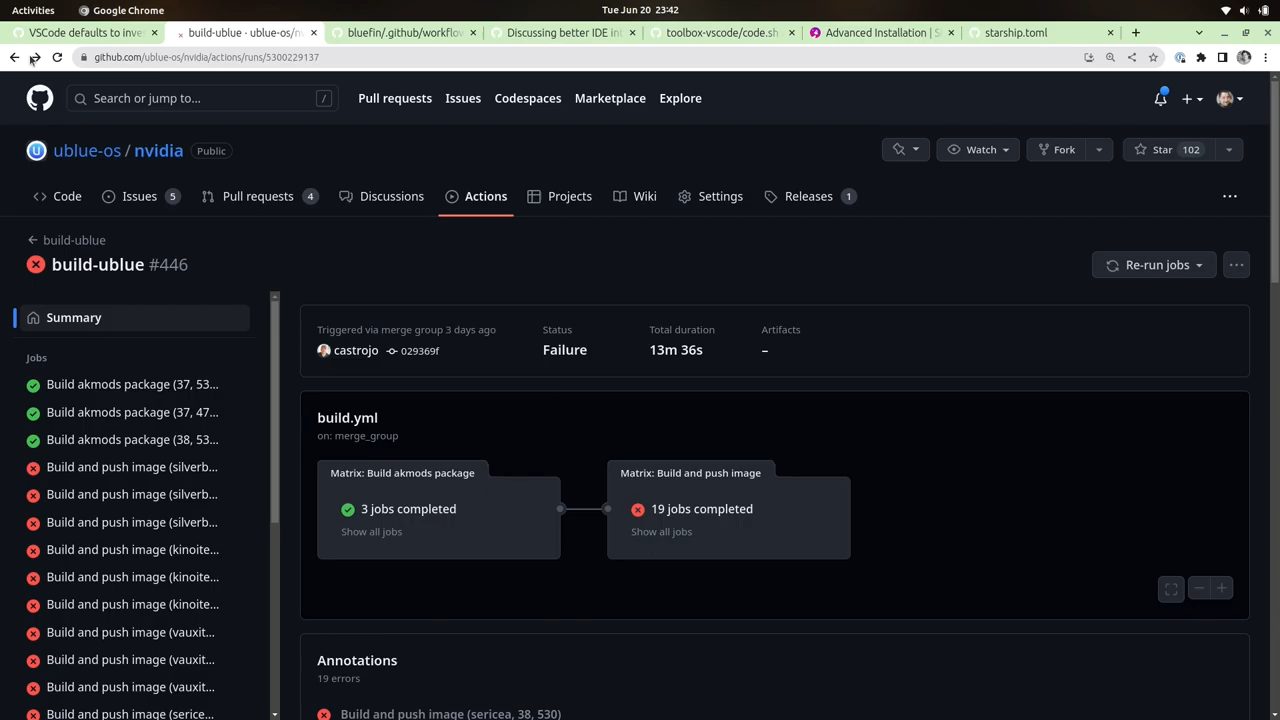 Activities
Google Chrome
Tue Jun 20 23:42
VSCode defaults to inve
build-ublue · ublue-os/nv
bluefin/.github/workflow
Discussing better IDE int
toolbox-vscode/code.sh
Advanced Installation | S
starship.toml
github.com/ublue-os/nvidia/actions/runs/5300229137
Search or jump to...
/
Pull requests
Issues
Codespaces
Marketplace
Explore
ublue-os / nvidia
Public
Watch
Fork
Star 102
Code
Issues 5
Pull requests 4
Discussions
Actions
Projects
Wiki
Settings
Releases 1
build-ublue
build-ublue #446
Re-run jobs
Summary
Jobs
Build akmods package (37, 53...
Build akmods package (37, 47...
Build akmods package (38, 53...
Build and push image (silverb...
Build and push image (silverb...
Build and push image (silverb...
Build and push image (kinoite...
Build and push image (kinoite...
Build and push image (kinoite...
Build and push image (vauxit...
Build and push image (vauxit...
Build and push image (vauxit...
Build and push image (serice...
Triggered via merge group 3 days ago
castrojo 029369f
Status
Failure
Total duration
13m 36s
Artifacts
–
build.yml
on: merge_group
Matrix: Build akmods package
3 jobs completed
Show all jobs
Matrix: Build and push image
19 jobs completed
Show all jobs
Annotations
19 errors
Build and push image (sericea, 38, 530)